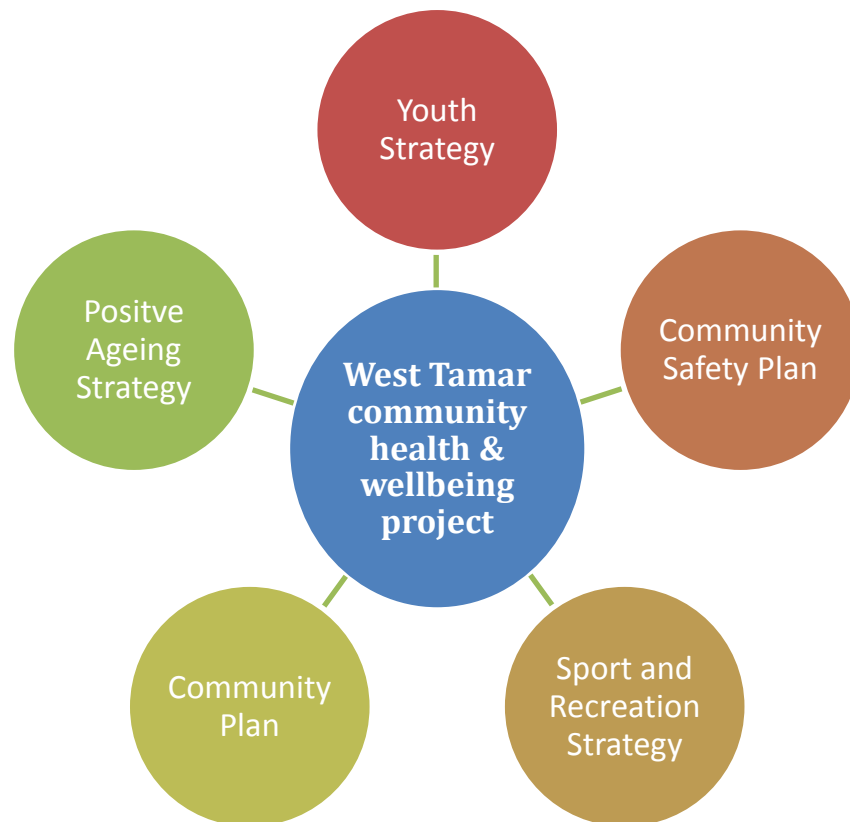 Youth
Strategy
Positve
Ageing
Strategy
Community
Safety Plan
West Tamar
community
health &
wellbeing
project
Community
Plan
Sport and
Recreation
Strategy